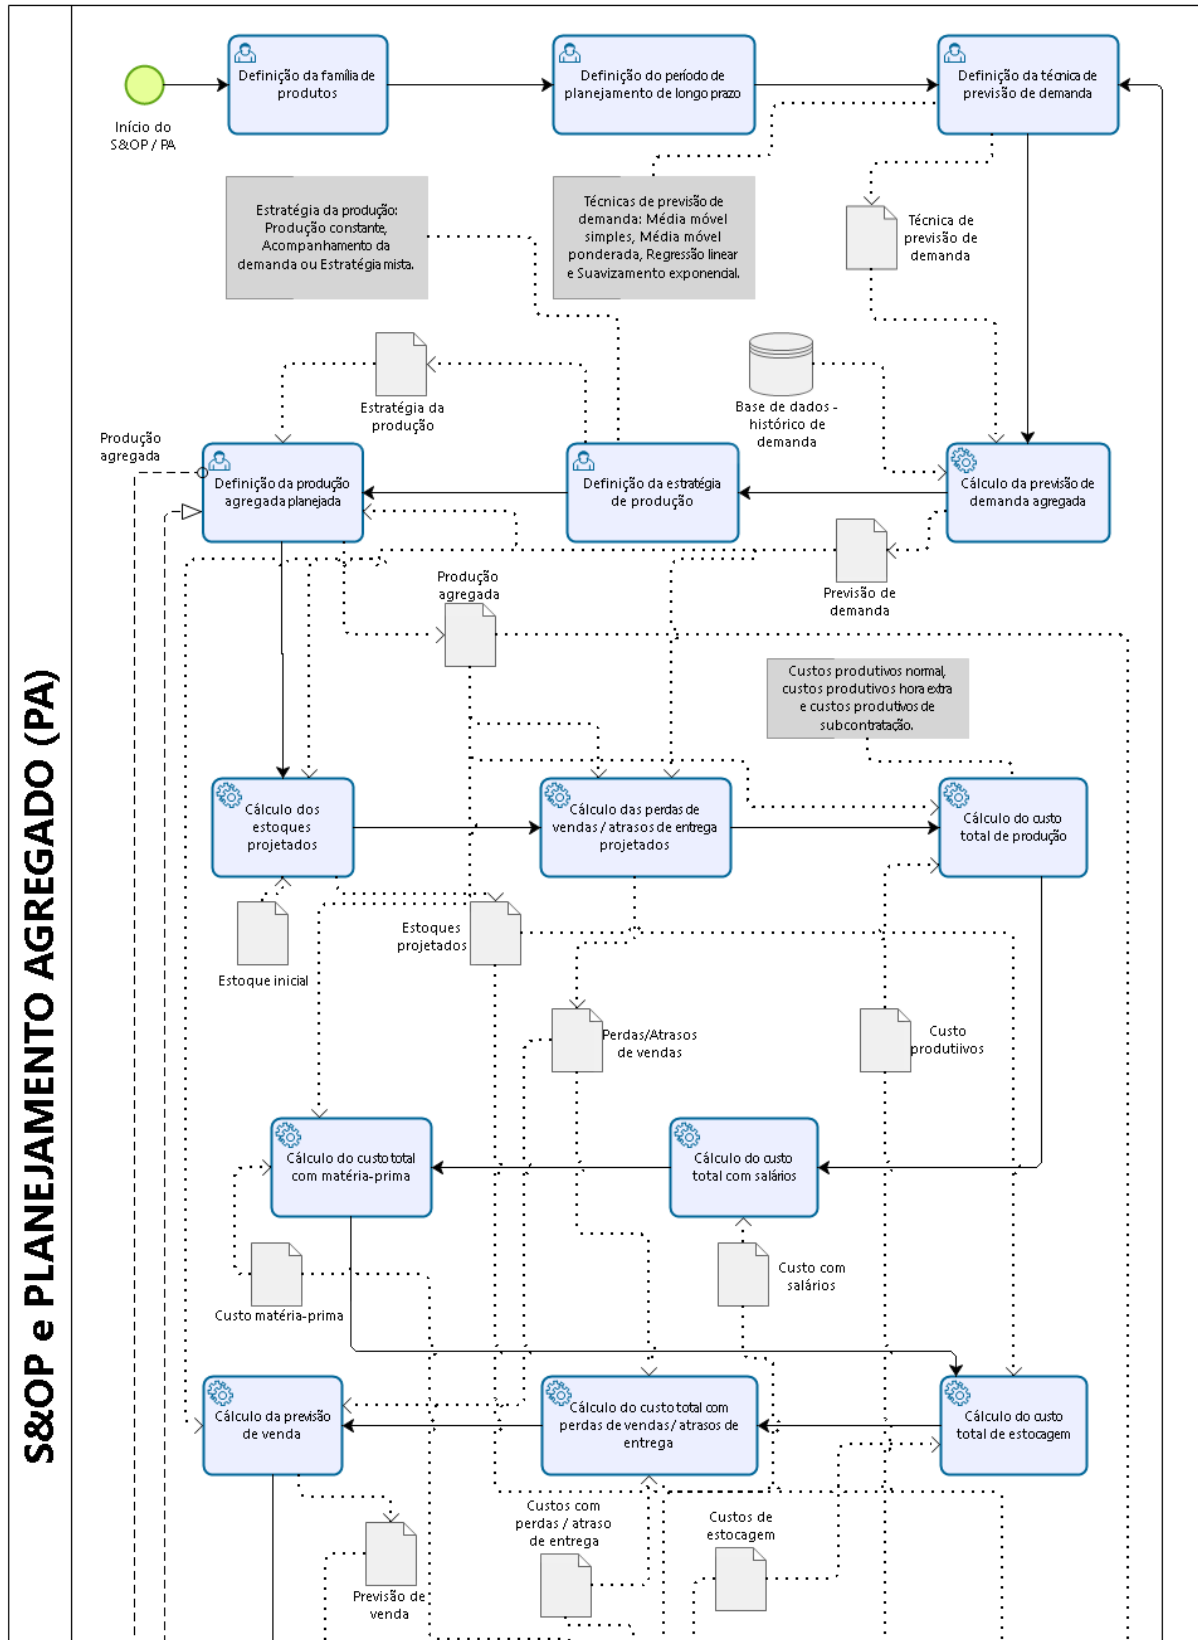 S&OP e PLANEJAMENTO AGREGADO (PA)
Início do
S&OP / PA
Definição da família de
produtos
Definição do período de
planejamento de longo prazo
Definição da técnica de
previsão de demanda
Estratégia da produção:
Produção constante,
Acompanhamento da
demanda ou Estratégia mista.
Técnicas de previsão de
demanda: Média móvel
simples, Média móvel
ponderada, Regressão linear
e Suavizamento exponencial.
Técnica de
previsão de
demanda
Estratégia da
produção
Base de dados -
histórico de
demanda
Produção
agregada
Definição da produção
agregada planejada
Definição da estratégia
de produção
Cálculo da previsão de
demanda agregada
Produção
agregada
Previsão de
demanda
Custos produtivos normal,
custos produtivos hora extra
e custos produtivos de
subcontratação.
Cálculo dos
estoques
projetados
Cálculo das perdas de
vendas / atrasos de entrega
projetados
Cálculo do custo
total de produção
Estoque inicial
Estoques
projetados
Perdas/Atrasos
de vendas
Custo
produtiivos
Cálculo do custo total
com matéria-prima
Cálculo do custo
total com salários
Custo matéria-prima
Custo com
salários
Cálculo da previsão
de venda
Cálculo do custo total com
perdas de vendas / atrasos de
entrega
Cálculo do custo
total de estocagem
Previsão de
venda
Custos com
perdas / atraso
de entrega
Custos de
estocagem